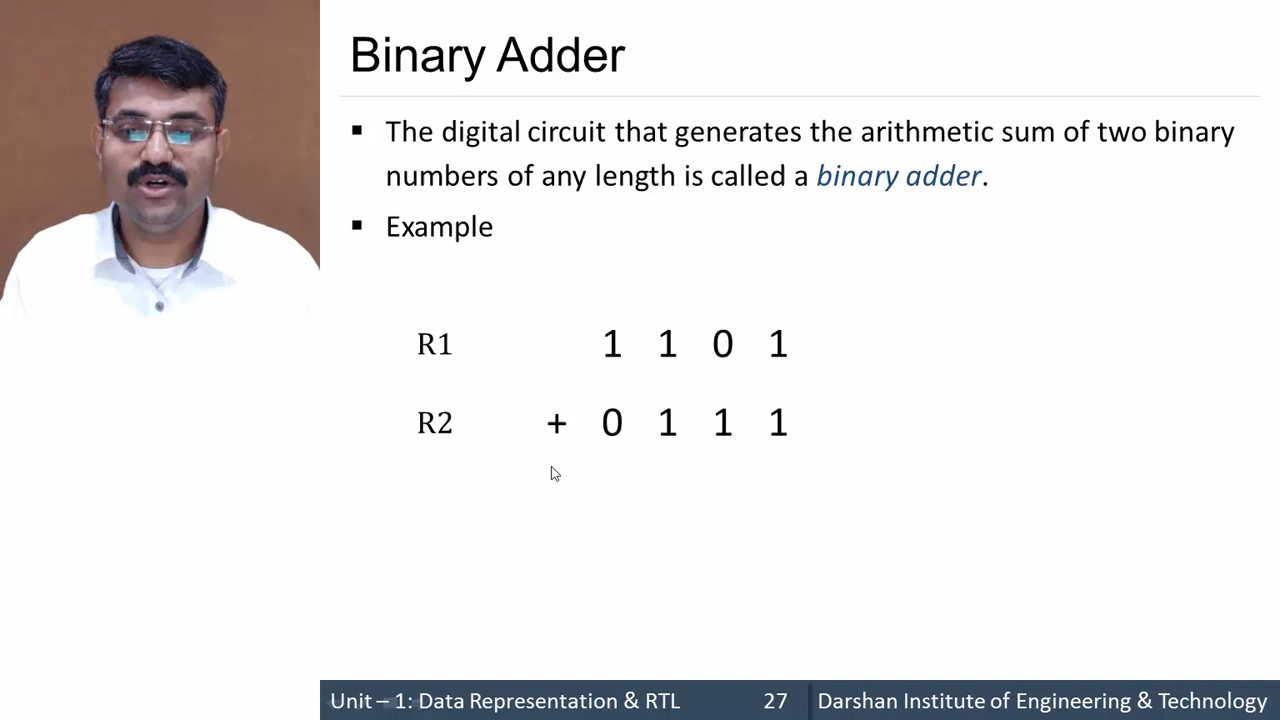 Binary Adder
▪ The digital circuit that generates the arithmetic sum of two binary
numbers of any length is called a binary adder.
▪ Example
R1 1 1 0 1
R2 + 0 1 1 1
Unit – 1: Data Representation & RTL 27 Darshan Institute of Engineering & Technology